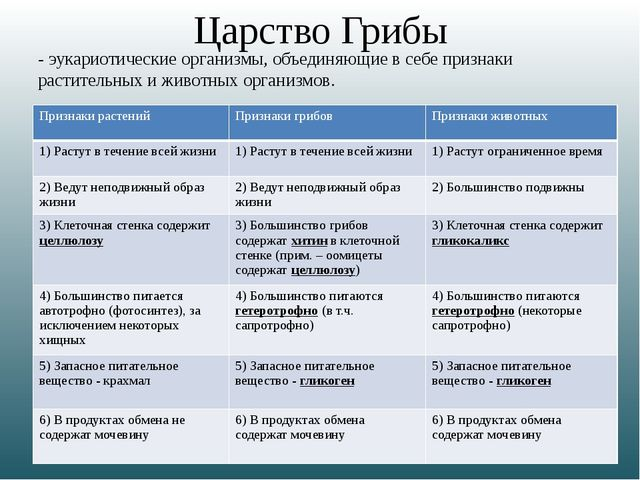 Царство Грибы
- эукариотические организмы, объединяющие в себе признаки
растительных и животных организмов.
Признаки растений
Признаки грибов
Признаки животных
1) Растут в течение всей жизни
1) Растут в течение всей жизни
1) Растут ограниченное время
2) Ведут неподвижный образ
жизни
2) Ведут неподвижный образ
жизни
2) Большинство подвижны
3) Клеточная стенка содержит
целлюлозу
3) Большинство грибов
содержат хитин в клеточной
стенке (прим. – оомицеты
содержат целлюлозу)
3) Клеточная стенка содержит
гликокаликс
4) Большинство питается
автотрофно (фотосинтез), за
исключением некоторых
хищных
4) Большинство питаются
гетеротрофно (в т.ч.
сапротрофно)
4) Большинство питаются
гетеротрофно (некоторые
сапротрофно)
5) Запасное питательное
вещество - крахмал
5) Запасное питательное
вещество - гликоген
5) Запасное питательное
вещество - гликоген
6) В продуктах обмена не
содержат мочевину
6) В продуктах обмена
содержат мочевину
6) В продуктах обмена
содержат мочевину